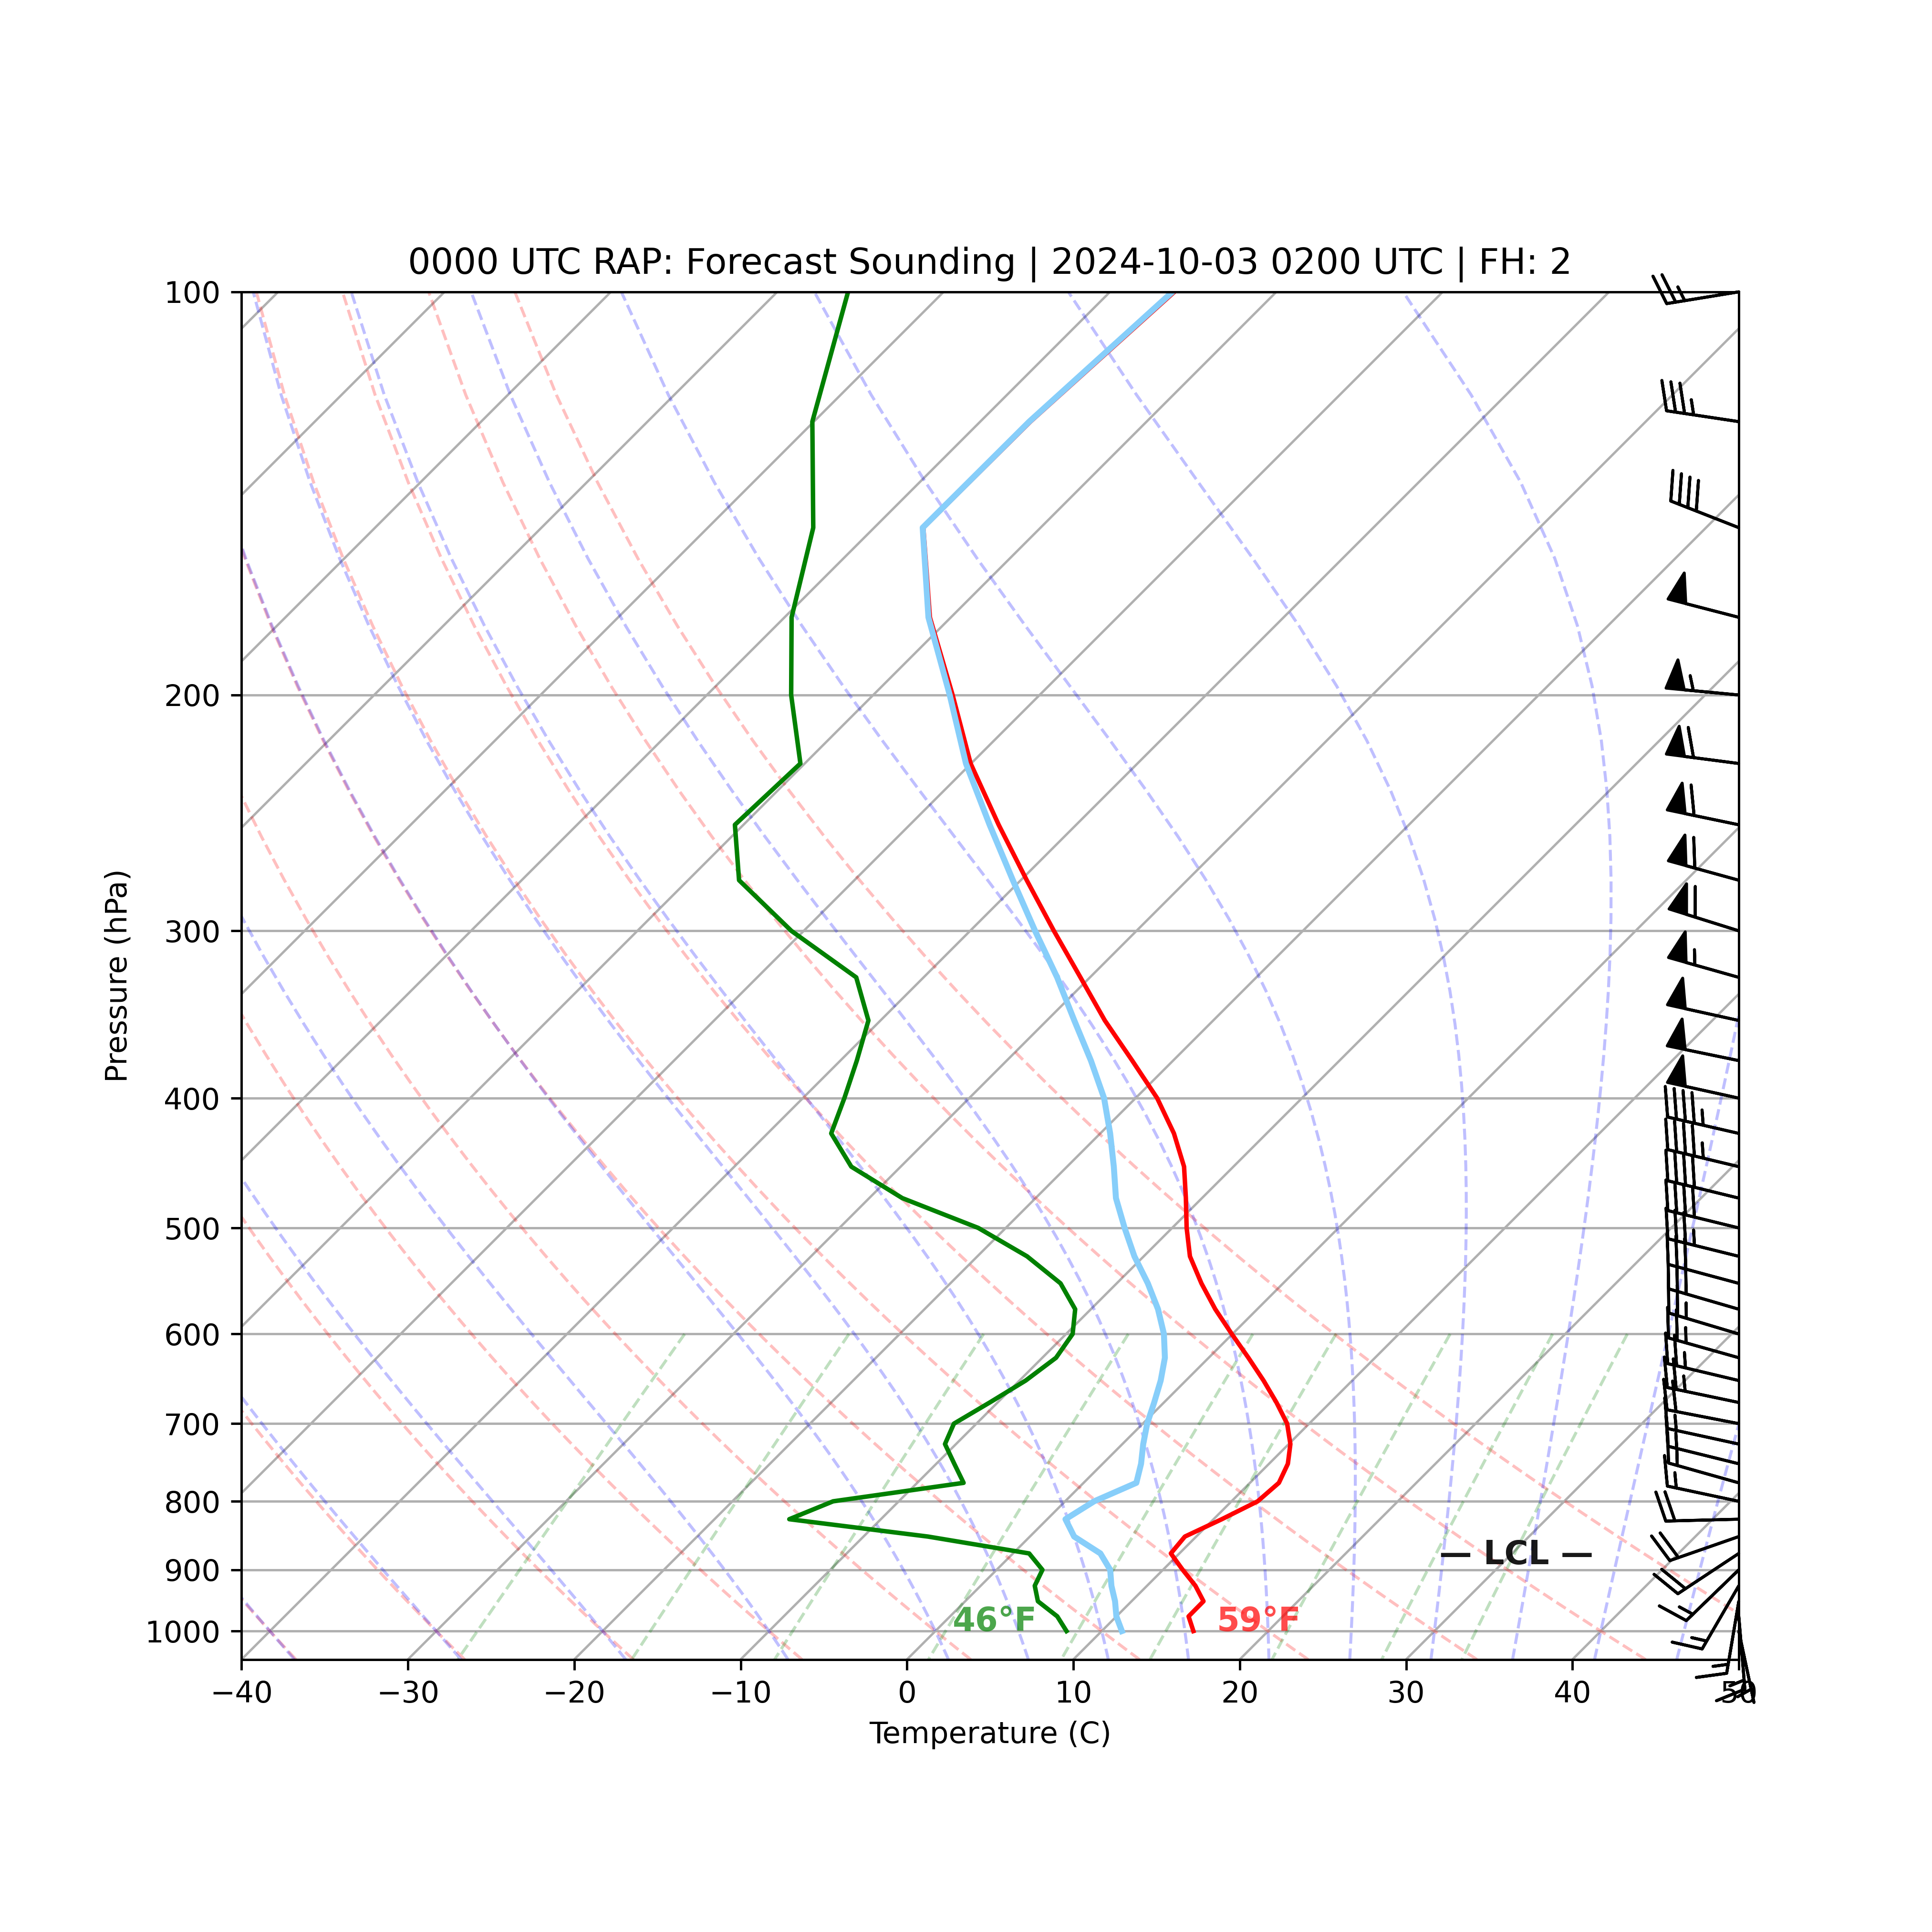 0000 UTC RAP: Forecast Sounding | 2024-10-03 0200 UTC | FH: 2
100
200
300
400
500
600
700
800
900
1000
Pressure (hPa)
— LCL —
46°F 59°F
−40 −30 −20 −10 0 10 20 30 40 50
Temperature (C)